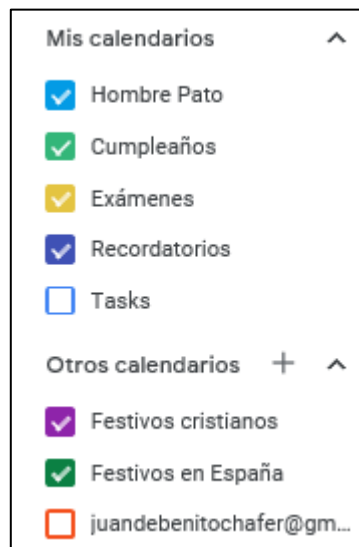 Mis calendarios
Hombre Pato
Cumpleaños
Exámenes
Recordatorios
Tasks
Otros calendarios +
Festivos cristianos
Festivos en España
juandebenitochafer@gm...